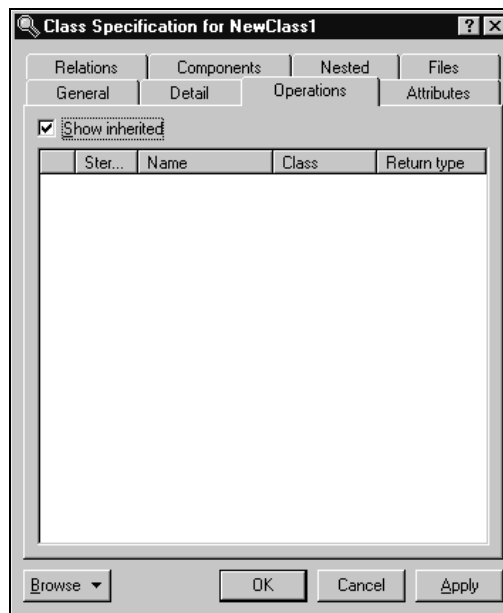 Class Specification for NewClass1
Relations Components Nested Files
General Detail Operations Attributes
Show inherited
Ster... Name Class Return type
Browse OK Cancel Apply